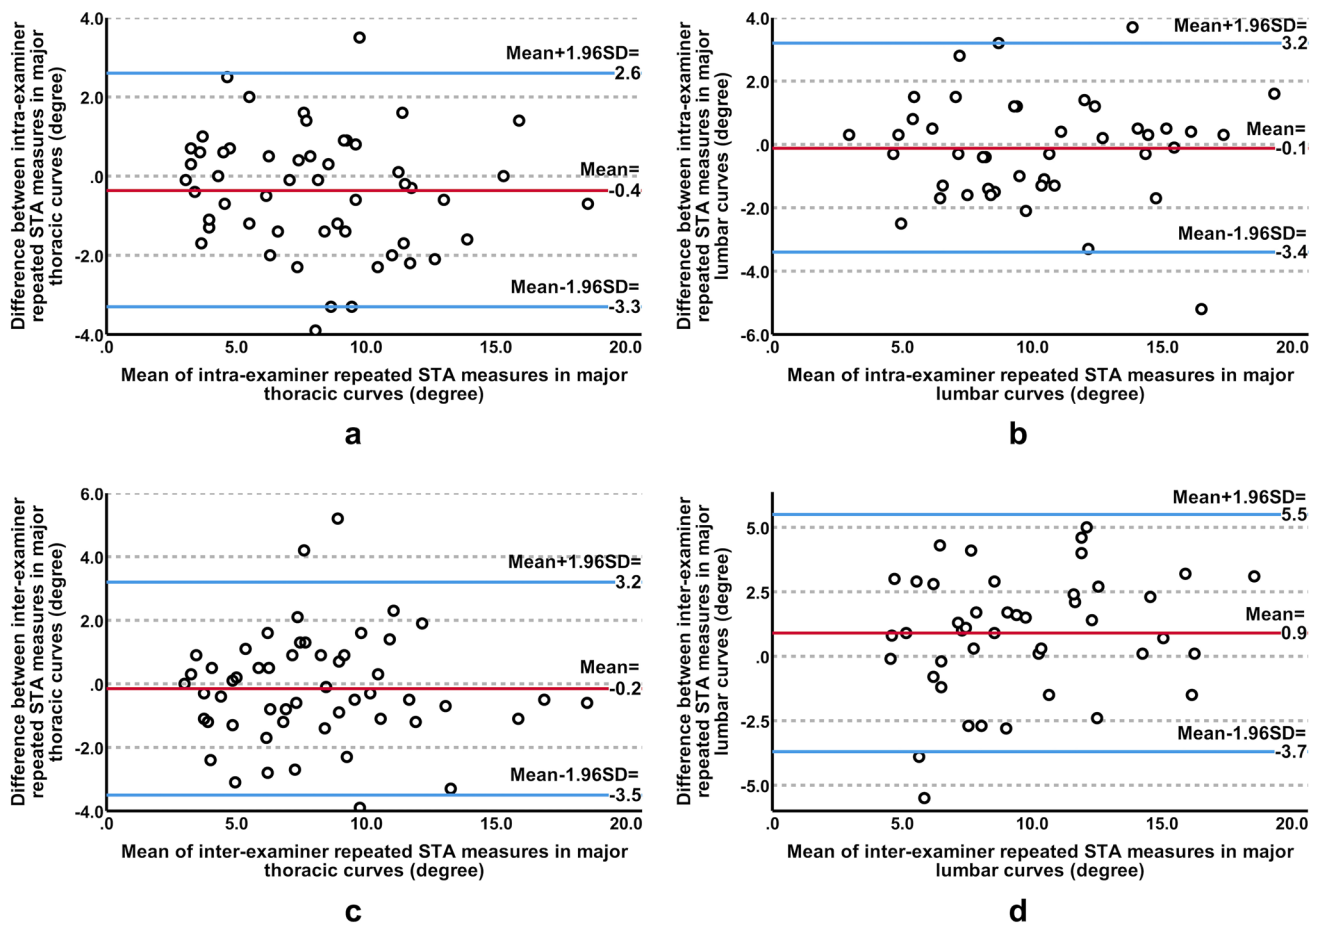 Difference between intra-examiner
repeated STA measures in major
thoracic curves (degree)
4.0
2.0
.0
-2.0
-4.0
Mean+1.96SD=
2.6
Mean=
-0.4
Mean-1.96SD=
-3.3
.0
5.0
10.0
15.0
20.0
Mean of intra-examiner repeated STA measures in major
thoracic curves (degree)
a
Difference between intra-examiner
repeated STA measures in major
lumbar curves (degree)
4.0
2.0
.0
-2.0
-4.0
-6.0
Mean+1.96SD=
3.2
Mean=
-0.1
Mean-1.96SD=
-3.4
.0
5.0
10.0
15.0
20.0
Mean of intra-examiner repeated STA measures in major
lumbar curves (degree)
b
Difference between inter-examiner
repeated STA measures in major
thoracic curves (degree)
6.0
4.0
2.0
.0
-2.0
-4.0
Mean+1.96SD=
3.2
Mean=
-0.2
Mean-1.96SD=
-3.5
.0
5.0
10.0
15.0
20.0
Mean of inter-examiner repeated STA measures in major
thoracic curves (degree)
c
Difference between inter-examiner
repeated STA measures in major
lumbar curves (degree)
5.0
2.5
.0
-2.5
-5.0
Mean+1.96SD=
5.5
Mean=
0.9
Mean-1.96SD=
-3.7
.0
5.0
10.0
15.0
20.0
Mean of inter-examiner repeated STA measures in major
lumbar curves (degree)
d